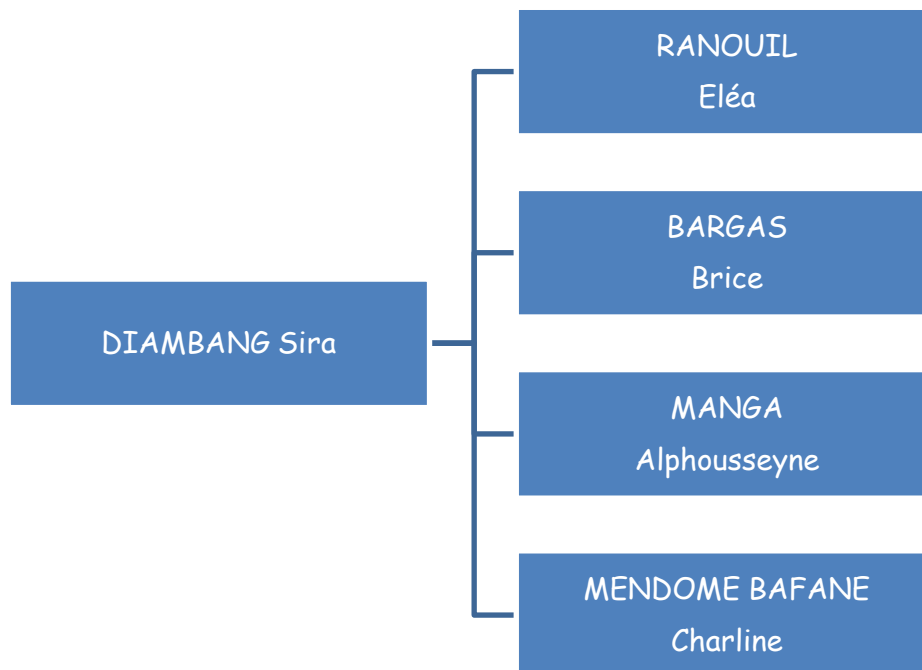 DIAMBANG Sira
RANOUIL
Eléa
BARGAS
Brice
MANGA
Alphousseyne
MENDOME BAFANE
Charline